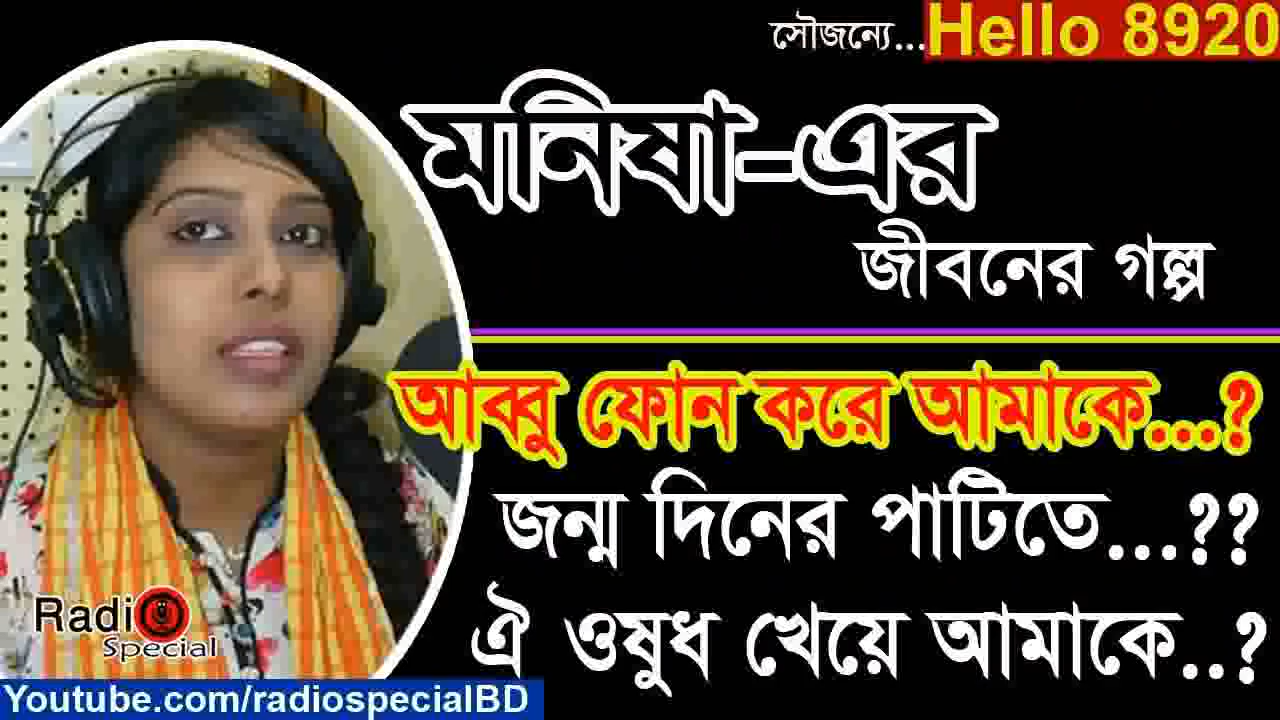 সৌজন্যে...Hello 8920
মনিষা-এর
জীবনের গল্প
আব্বু ফোন করে আমাকে...?
জন্ম দিনের পাটিতে...??
ঐ ওষুধ খেয়ে আমাকে..?
Radio
Special
Youtube.com/radiospecialBD